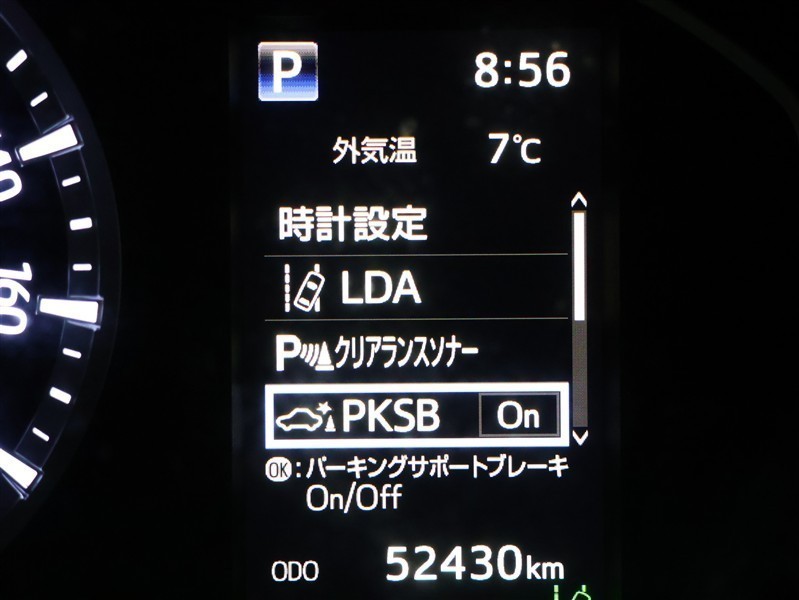 P 8:56
外気温 7℃
時計設定
LDA
Pクリアランスソナー
PKSB On
OK:パーキングサポートブレーキ
On/Off
ODO 52430km
160